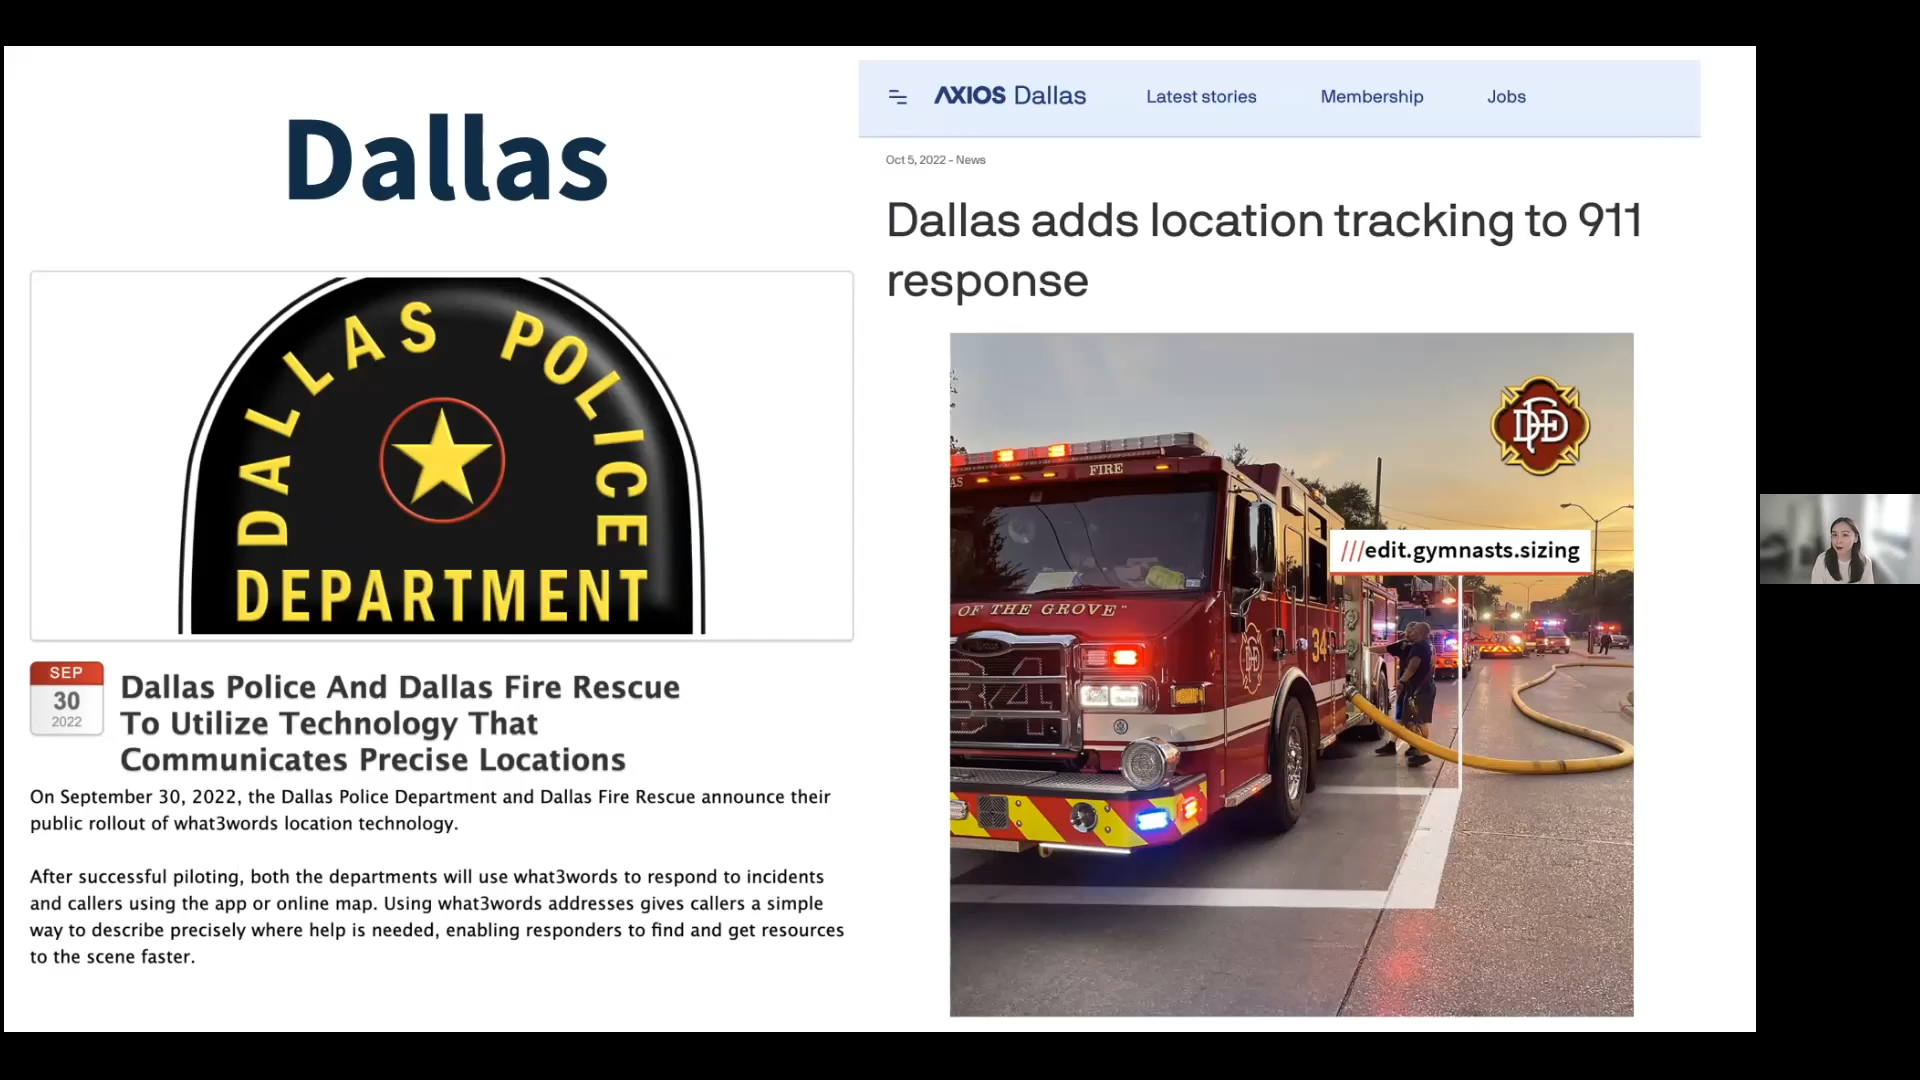 Dallas
DALLAS POLICE
DEPARTMENT
SEP
30
2022
Dallas Police And Dallas Fire Rescue
To Utilize Technology That
Communicates Precise Locations
On September 30, 2022, the Dallas Police Department and Dallas Fire Rescue announce their
public rollout of what3words location technology.
After successful piloting, both the departments will use what3words to respond to incidents
and callers using the app or online map. Using what3words addresses gives callers a simple
way to describe precisely where help is needed, enabling responders to find and get resources
to the scene faster.
AXIOS Dallas
Latest stories
Membership
Jobs
Oct 5, 2022 - News
Dallas adds location tracking to 911
response
DFD
AS
FIRE
///edit.gymnasts.sizing
OF THE GROVE"
34